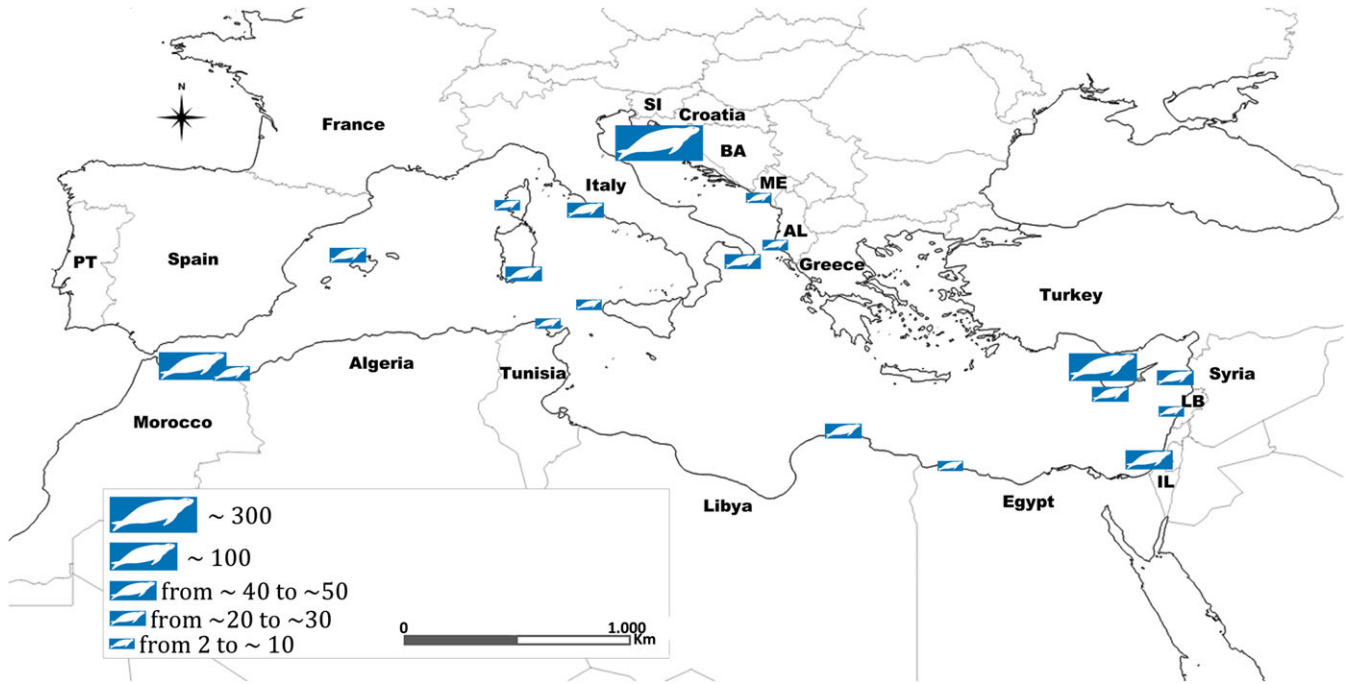 N
SI
Croatia
France
BA
ME
Italy
AL
PT
Spain
Greece
Turkey
Algeria
Tunisia
Syria
LB
Morocco
IL
Libya
Egypt
~ 300
~ 100
from ~ 40 to ~50
from ~20 to ~30
from 2 to ~ 10
0 1.000
Km